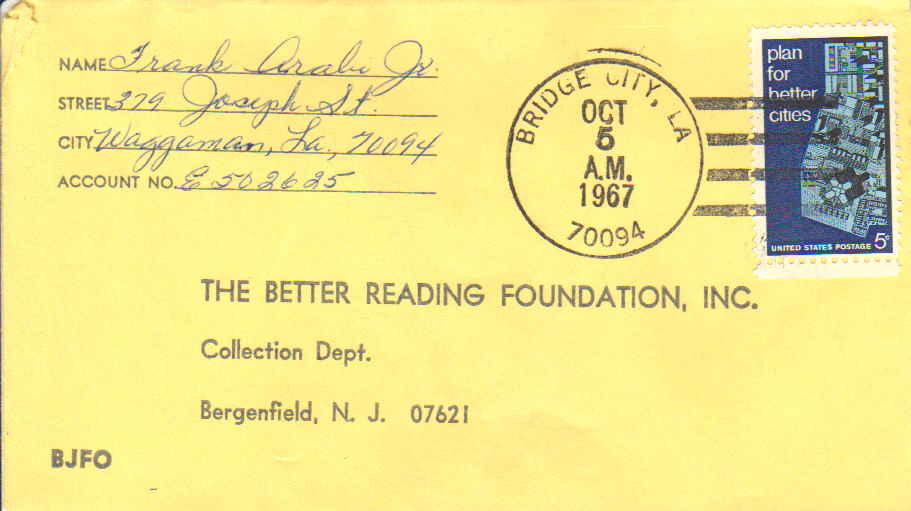 NAME Frank Arabi Jr.
STREET 379 Joseph St.
CITY Waggaman, La., 70094
ACCOUNT NO. E 502625
BRIDGE CITY, LA
OCT
5
A.M.
1967
70094
plan
for
better
cities
UNITED STATES POSTAGE 5¢
THE BETTER READING FOUNDATION, INC.
Collection Dept.
Bergenfield, N. J. 07621
BJFO